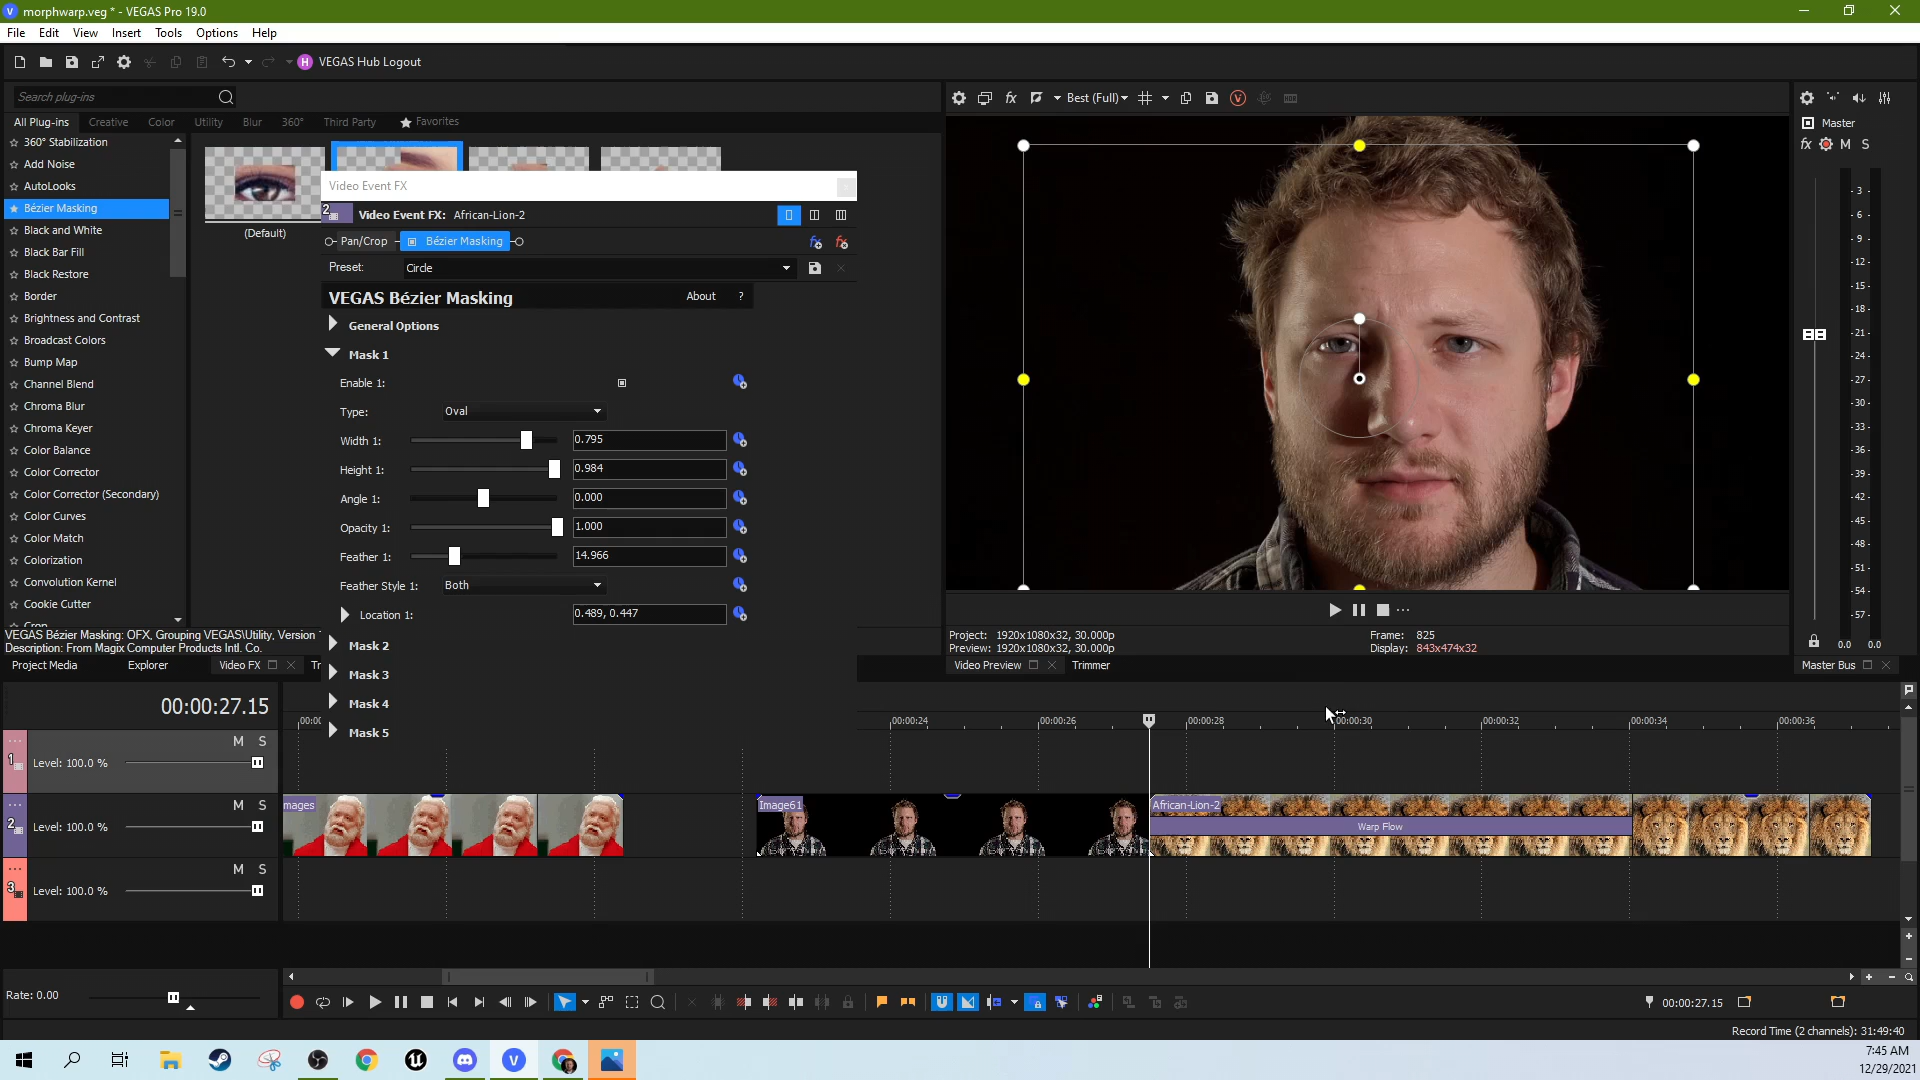 morphwarp.veg * - VEGAS Pro 19.0
File Edit View Insert Tools Options Help
VEGAS Hub Logout
Search plug-ins
All Plug-ins Creative Color Utility Blur 360° Third Party Favorites
360° Stabilization
Add Noise
AutoLooks
Bézier Masking
Black and White
Black Bar Fill
Black Restore
Border
Brightness and Contrast
Broadcast Colors
Bump Map
Channel Blend
Chroma Blur
Chroma Keyer
Color Balance
Color Corrector
Color Corrector (Secondary)
Color Curves
Color Match
Colorization
Convolution Kernel
Cookie Cutter
Crop
(Default)
VEGAS Bézier Masking: OFX, Grouping VEGAS\Utility, Version
Description: From Magix Computer Products Intl. Co.
Project Media Explorer Video FX
Video Event FX
Video Event FX: African-Lion-2
Pan/Crop Bézier Masking
Preset: Circle
VEGAS Bézier Masking About ?
General Options
Mask 1
Enable 1:
Type: Oval
Width 1: 0.795
Height 1: 0.984
Angle 1: 0.000
Opacity 1: 1.000
Feather 1: 14.966
Feather Style 1: Both
Location 1: 0.489, 0.447
Mask 2
Mask 3
Mask 4
Mask 5
fx Best (Full)
Project: 1920x1080x32, 30.000p
Preview: 1920x1080x32, 30.000p
Frame: 825
Display: 843x474x32
Video Preview Trimmer
Master
fx M S
- 3 -
- 6 -
- 9 -
-12-
-15-
-18-
-21-
-24-
-27-
-30-
-33-
-36-
-39-
-42-
-45-
-48-
-51-
-54-
-57-
0.0 0.0
Master Bus
00:00:27.15
00:00:24 00:00:26 00:00:28 00:00:30 00:00:32 00:00:34 00:00:36
1 M S
Level: 100.0 %
2 M S
Level: 100.0 %
3 M S
Level: 100.0 %
mages Image61 African-Lion-2
Warp Flow
Rate: 0.00
00:00:27.15
Record Time (2 channels): 31:49:40
7:45 AM
12/29/2021